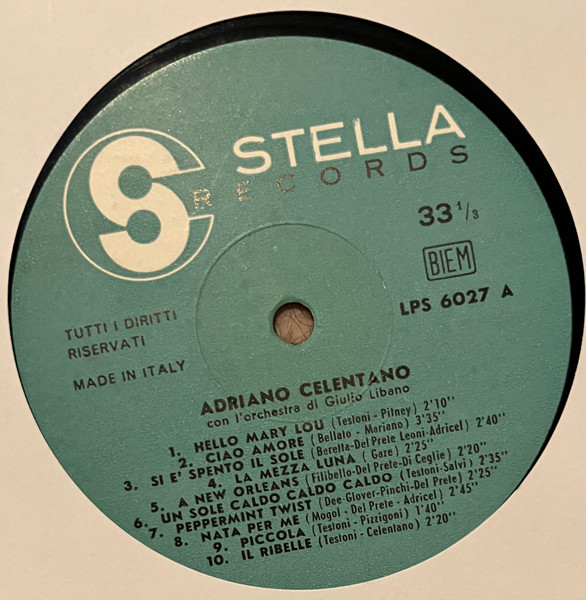 S
STELLA
RECORDS
33 1/3
BIEM
LPS 6027 A
TUTTI I DIRITTI
RISERVATI
MADE IN ITALY
ADRIANO CELENTANO
con l'orchestra di Giulio Libano
1. HELLO MARY LOU (Testoni - Pitney) 2'10"
2. CIAO AMORE (Bellato - Mariano) 3'35"
3. SI E' SPENTO IL SOLE (Beretta-Del Prete Leoni-Adricel) 2'40"
4. LA MEZZA LUNA (Gare) 2'25"
5. A NEW ORLEANS (Filibello-Del Prete-Di Ceglie) 2'20"
6. UN SOLE CALDO CALDO CALDO (Testoni-Salvi) 2'35"
7. PEPPERMINT TWIST (Dee-Glover-Pinchi-Del Prete) 2'25"
8. NATA PER ME (Mogol - Del Prete - Adricel) 2'45"
9. PICCOLA (Testoni - Pizzigoni) 1'40"
10. IL RIBELLE (Testoni - Celentano) 2'20"